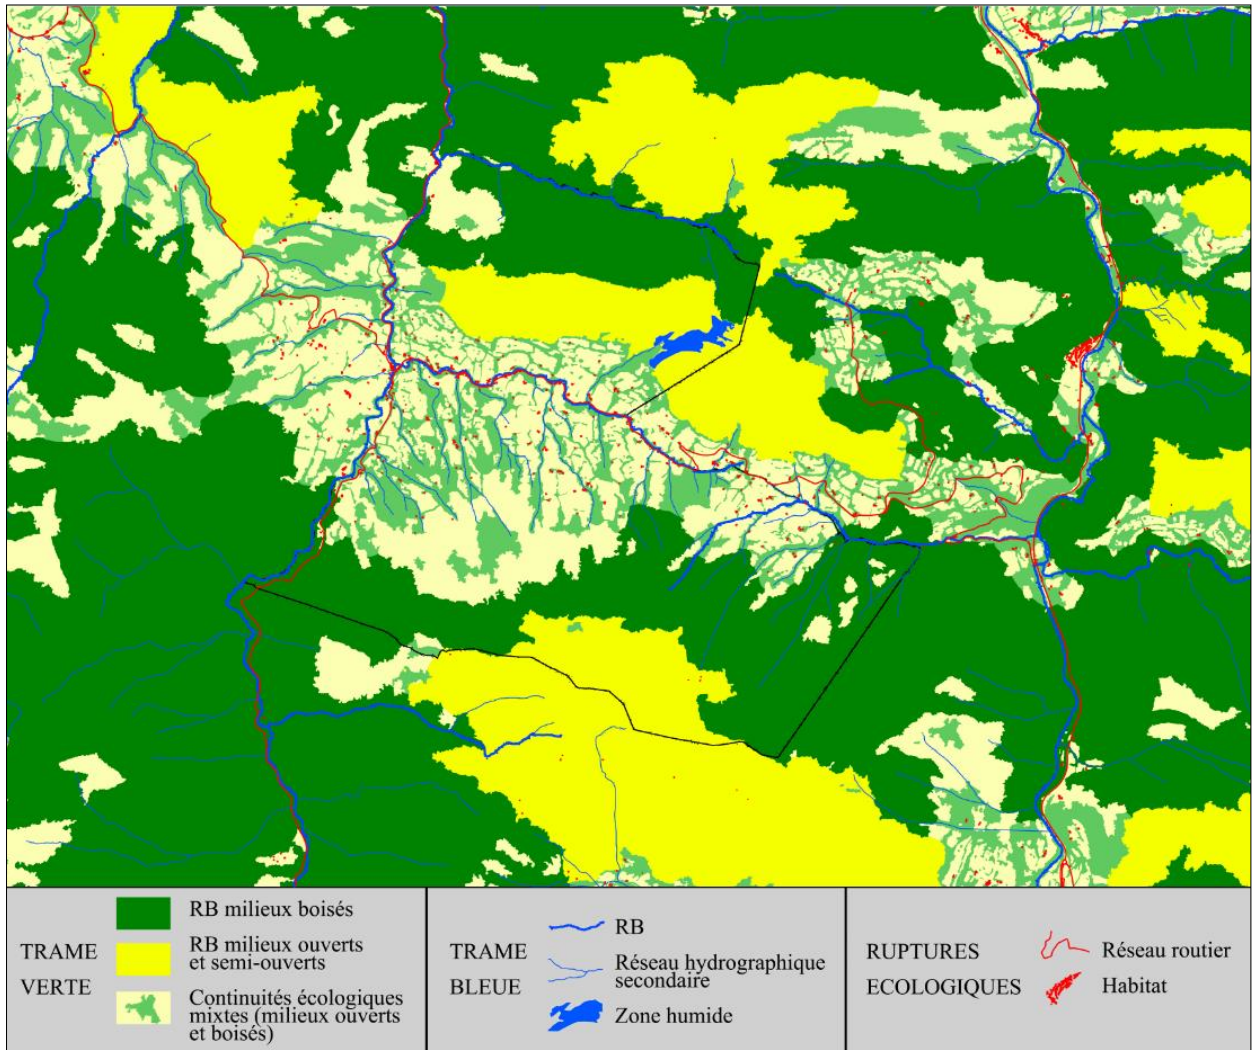 TRAME
VERTE
RB milieux boisés
RB milieux ouverts
et semi-ouverts
Continuités écologiques
mixtes (milieux ouverts
et boisés)
TRAME
BLEUE
RB
Réseau hydrographique
secondaire
Zone humide
RUPTURES
ECOLOGIQUES
Réseau routier
Habitat